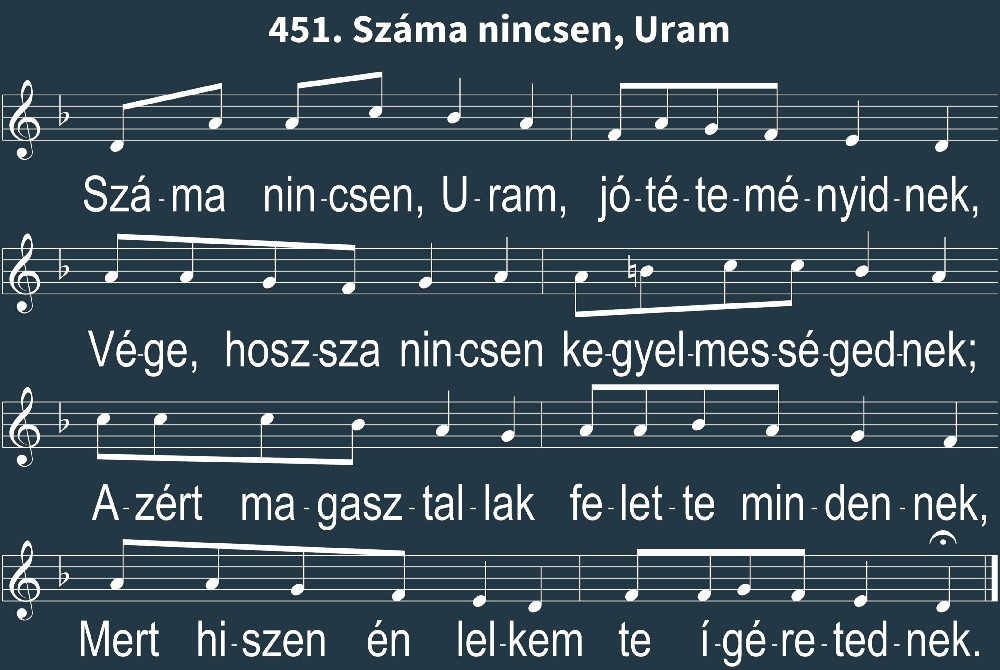 451. Száma nincsen, Uram
Szá-ma nin-csen, U-ram, jó-té-te-mé-nyid-nek,
Vé-ge, hosz-sza nin-csen ke-gyel-mes-sé-ged-nek;
A-zért ma-gasz-tal-lak fe-let-te min-den-nek,
Mert hi-szen én lel-kem te í-gé-re-ted-nek.